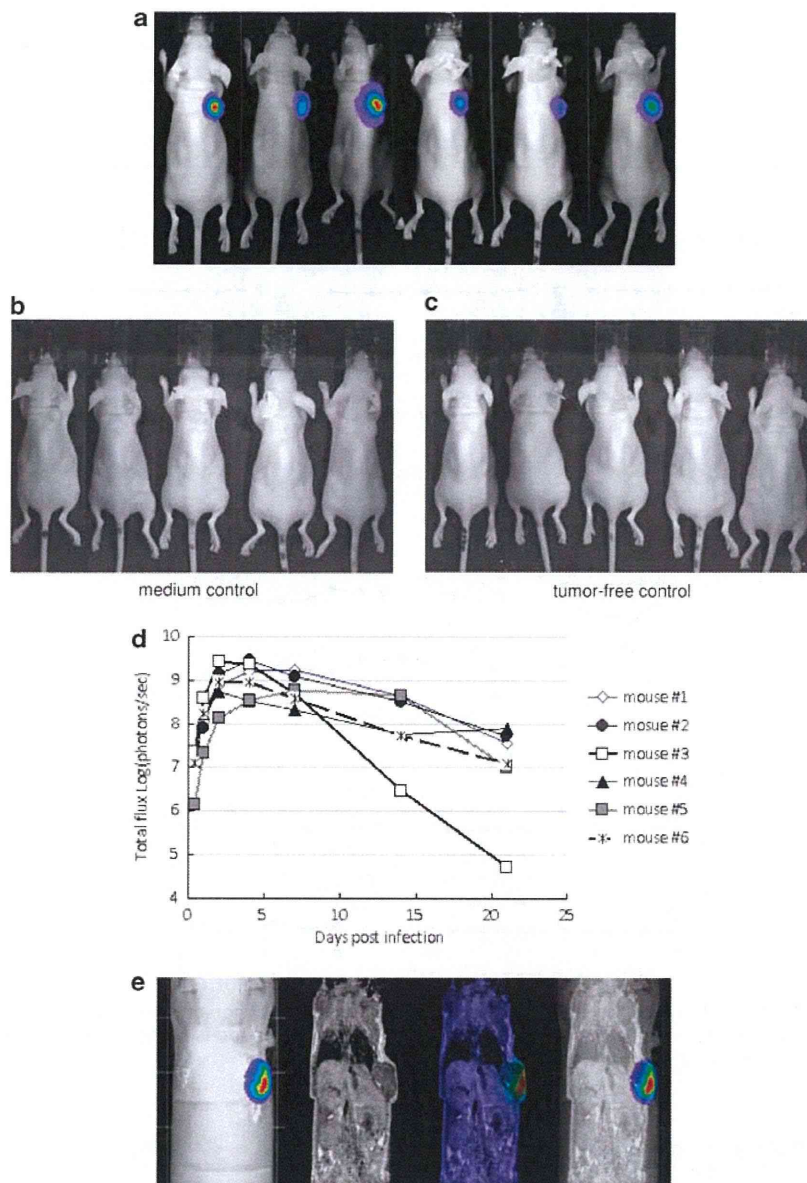 a
b
c
medium control
tumor-free control
d
10
9
8
7
6
5
4
0
5
10
15
20
25
Total flux Log(photons/sec)
Days post infection
mouse #1
mosue #2
mouse #3
mouse #4
mouse #5
mouse #6
e